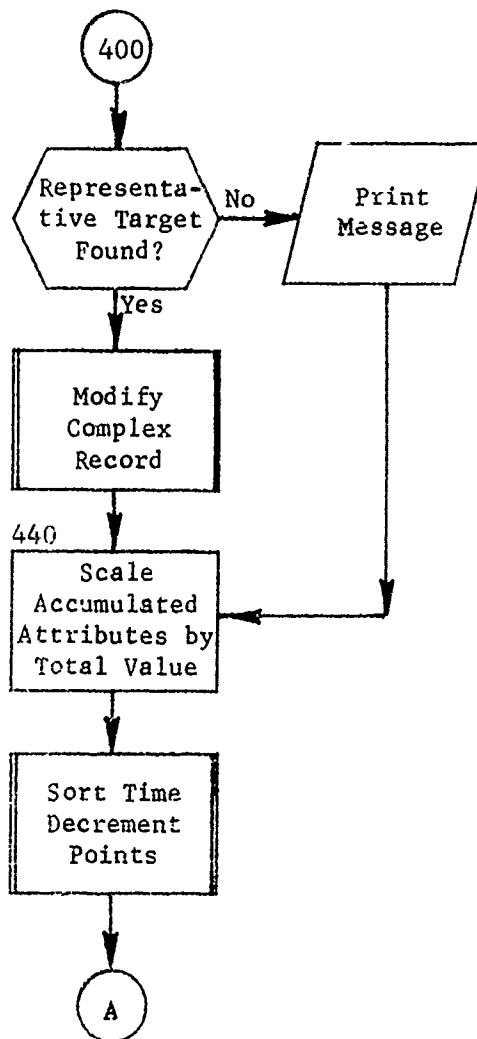 400
Representa-
tive Target
Found?
No
Print
Message
Yes
Modify
Complex
Record
440
Scale
Accumulated
Attributes by
Total Value
Sort Time
Decrement
Points
A